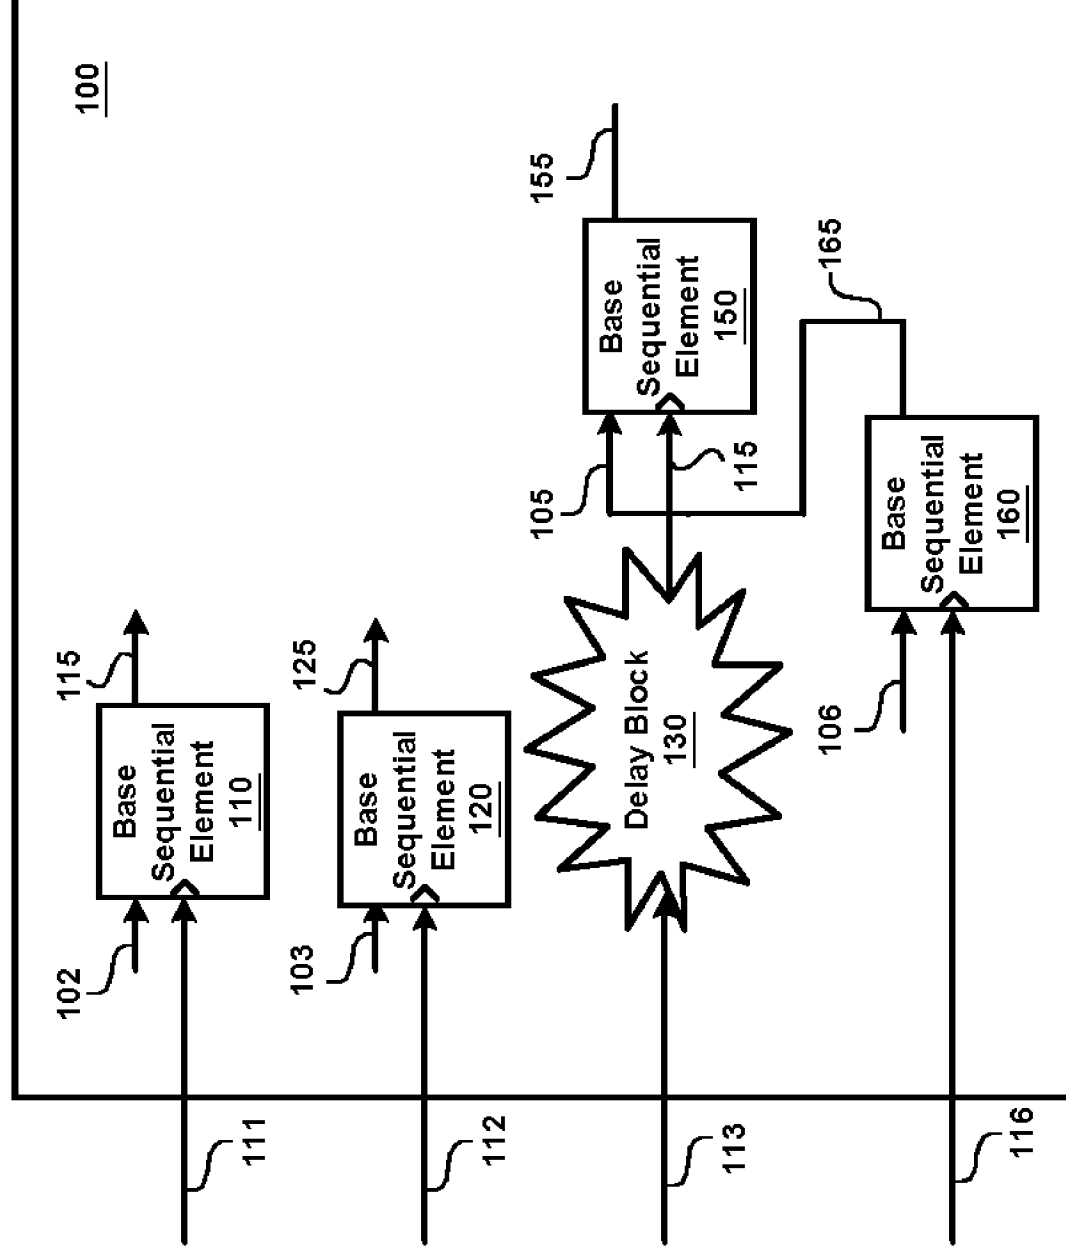 100
102
115
Base
Sequential
Element
110
111
103
125
Base
Sequential
Element
120
112
105
155
Base
Sequential
Element
150
Delay Block
130
115
113
106
165
Base
Sequential
Element
160
116